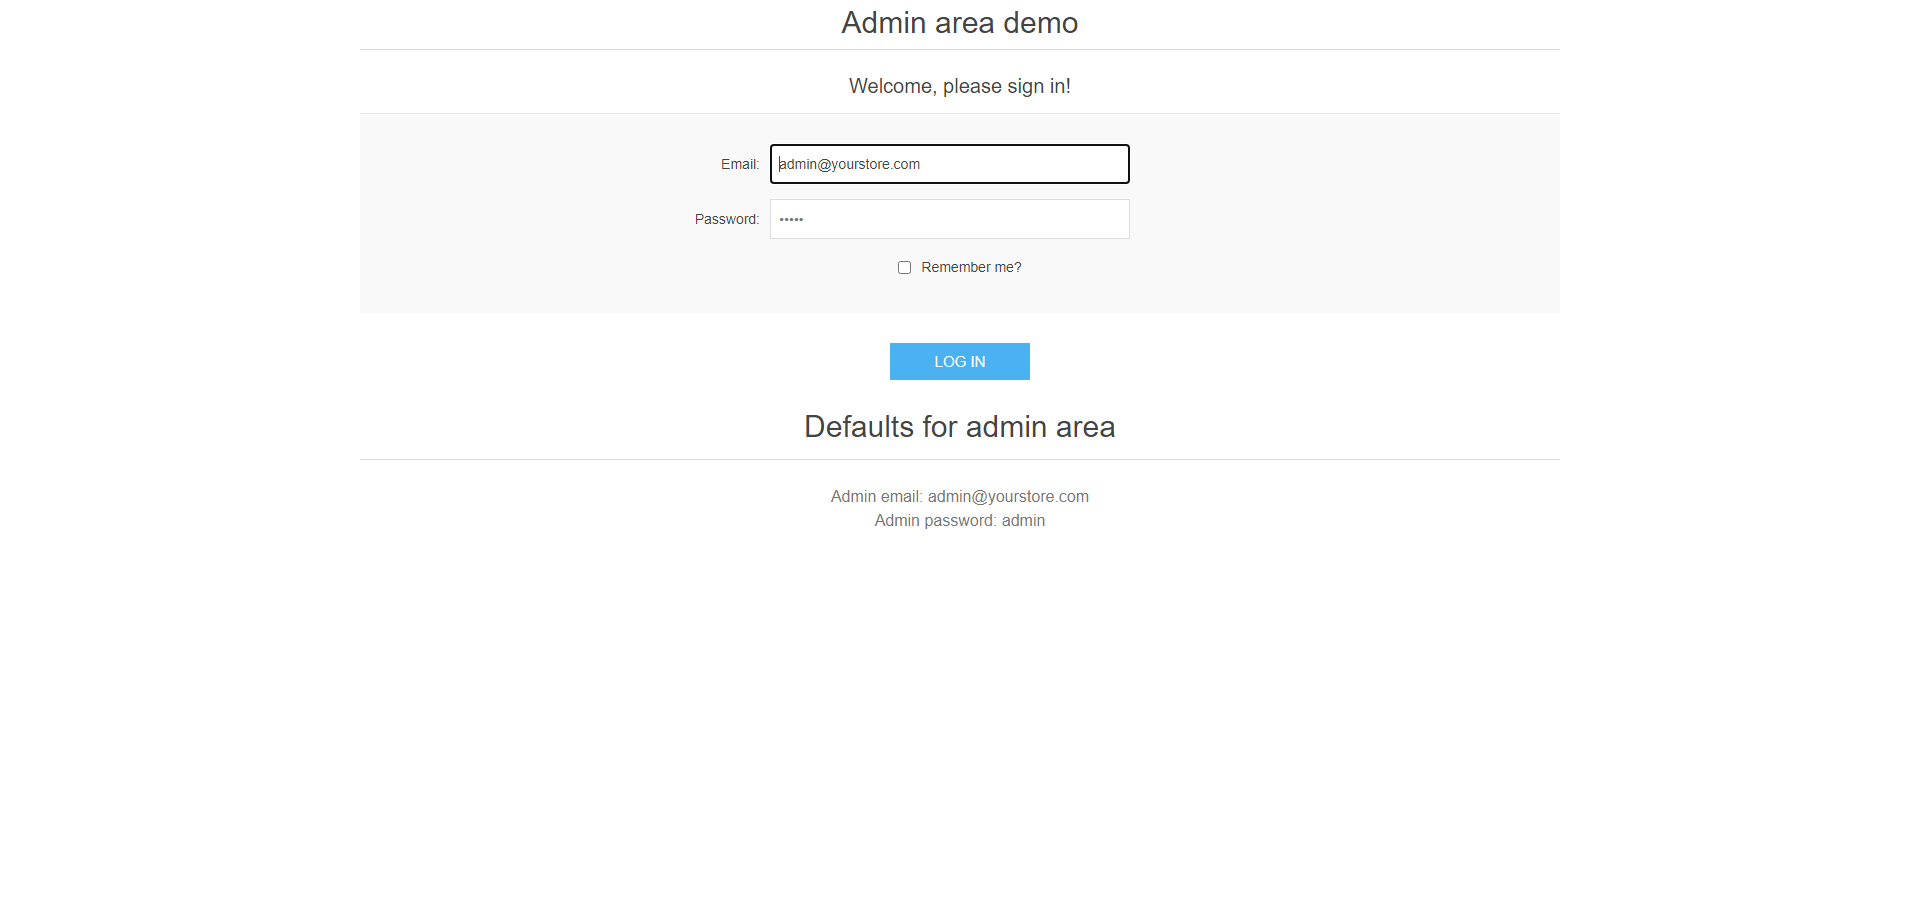 Admin area demo
Welcome, please sign in!
Email: admin@yourstore.com
Password: •••••
Remember me?
LOG IN
Defaults for admin area
Admin email: admin@yourstore.com
Admin password: admin